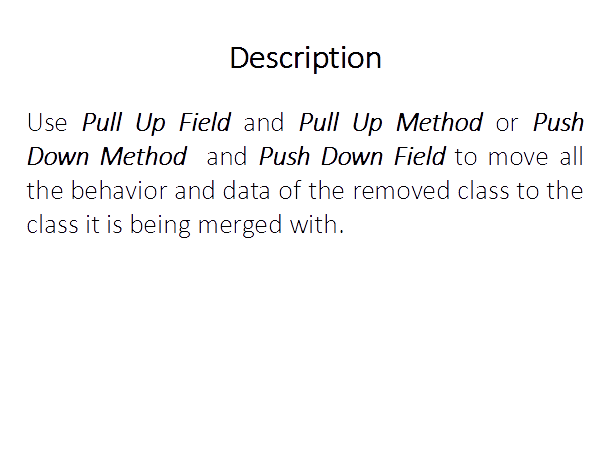 Description
Use Pull Up Field and Pull Up Method or Push
Down Method and Push Down Field to move all
the behavior and data of the removed class to the
class it is being merged with.